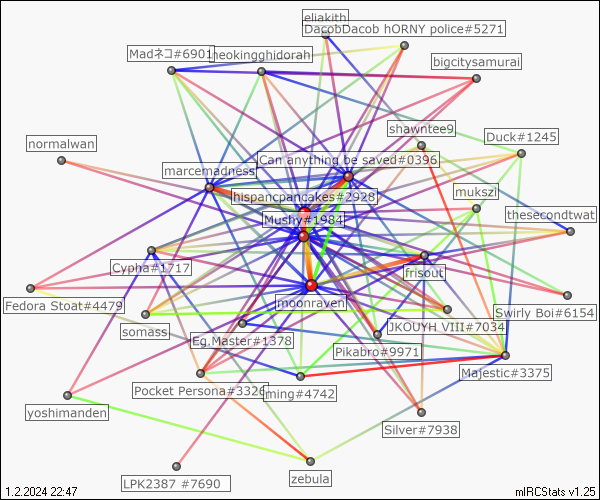 eliakith
DacobDacob hORNY police#5271
Madネコ#6901
heokingghidorah
bigcitysamurai
shawntee9
Duck#1245
normalwan
marcemadness
Can anything be saved#0396
mukszi
hispancpancakes#2928
thesecondtwat
Mushy#1984
Cypha#1717
frisout
Fedora Stoat#4479
moonraven
Swirly Boi#6154
somass
JKOUYH VIII#7034
Eg.Master#1378
Pikabro#9971
Majestic#3375
Pocket Persona#3326
ming#4742
yoshimanden
Silver#7938
zebula
LPK2387 #7690
1.2.2024 22:47
mIRCStats v1.25